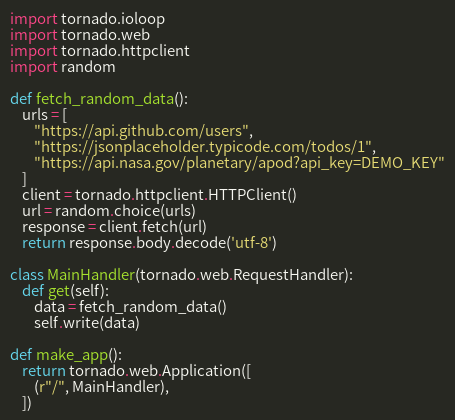 import tornado.ioloop
import tornado.web
import tornado.httpclient
import random

def fetch_random_data():
    urls = [
        "https://api.github.com/users",
        "https://jsonplaceholder.typicode.com/todos/1",
        "https://api.nasa.gov/planetary/apod?api_key=DEMO_KEY"
    ]
    client = tornado.httpclient.HTTPClient()
    url = random.choice(urls)
    response = client.fetch(url)
    return response.body.decode('utf-8')

class MainHandler(tornado.web.RequestHandler):
    def get(self):
        data = fetch_random_data()
        self.write(data)

def make_app():
    return tornado.web.Application([
        (r"/", MainHandler),
    ])